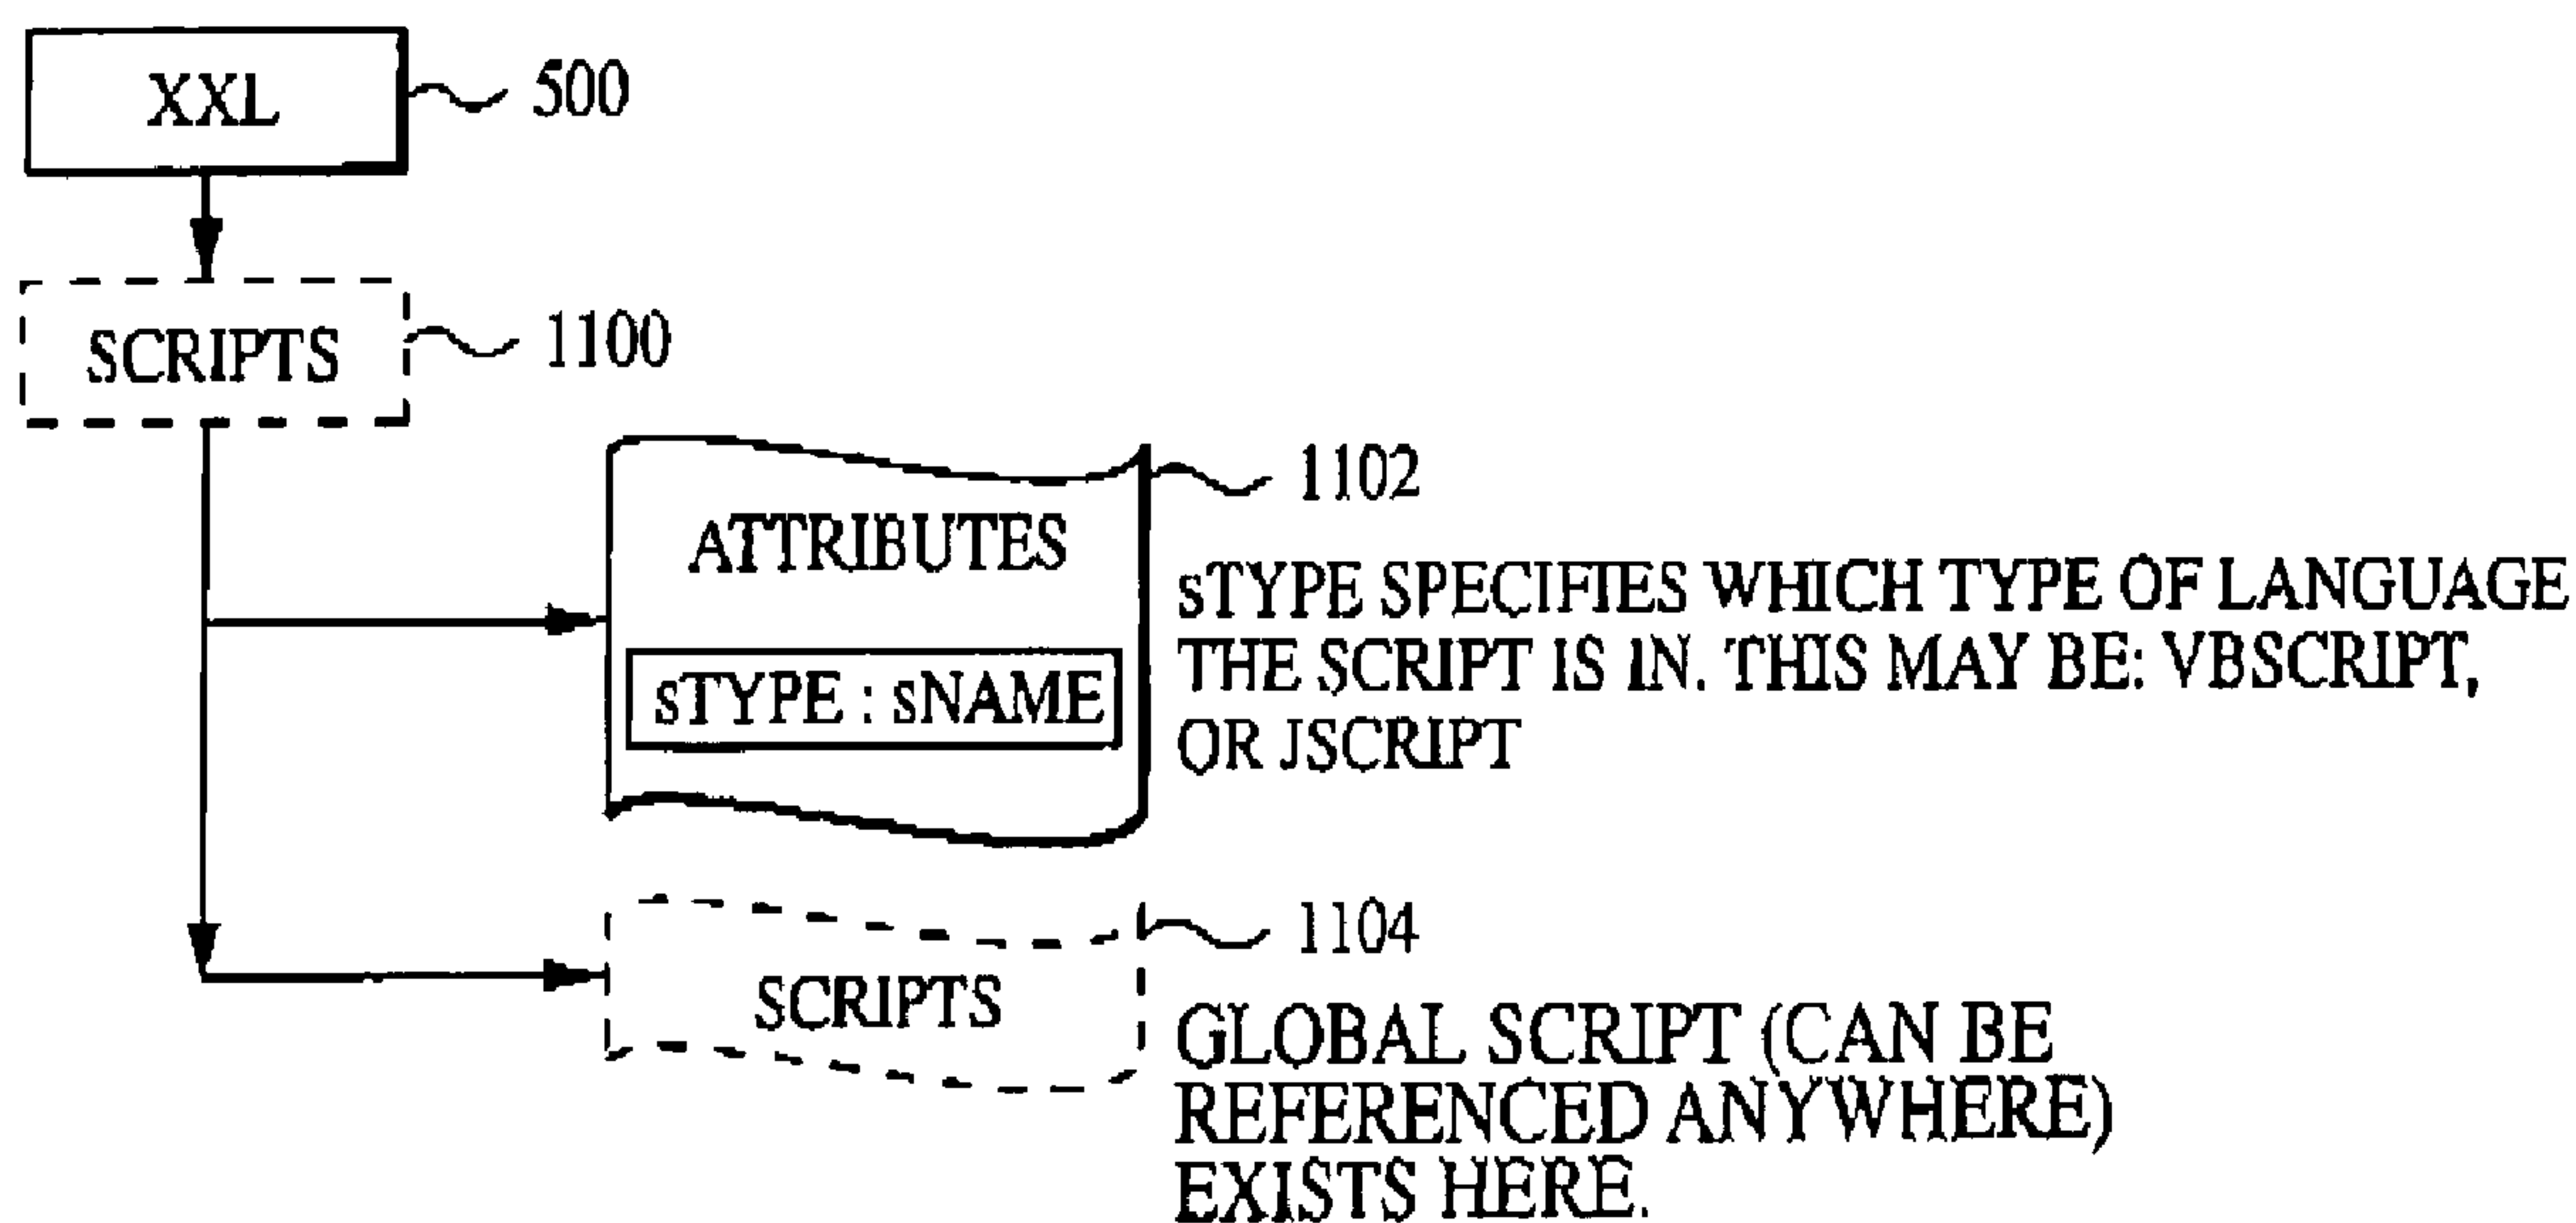 XXL
500
SCRIPTS
1100
1102
ATTRIBUTES
sTYPE : sNAME
sTYPE SPECIFIES WHICH TYPE OF LANGUAGE
THE SCRIPT IS IN. THIS MAY BE: VBSCRIPT,
OR JSCRIPT
1104
SCRIPTS
GLOBAL SCRIPT (CAN BE
REFERENCED ANYWHERE)
EXISTS HERE.